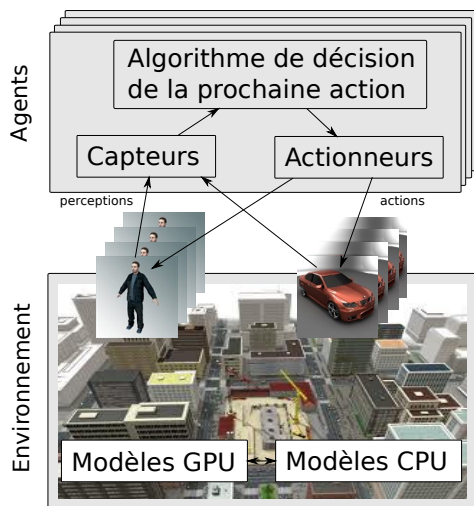 Agents
Algorithme de décision
de la prochaine action
Capteurs
Actionneurs
perceptions
actions
Environnement
Modèles GPU
Modèles CPU